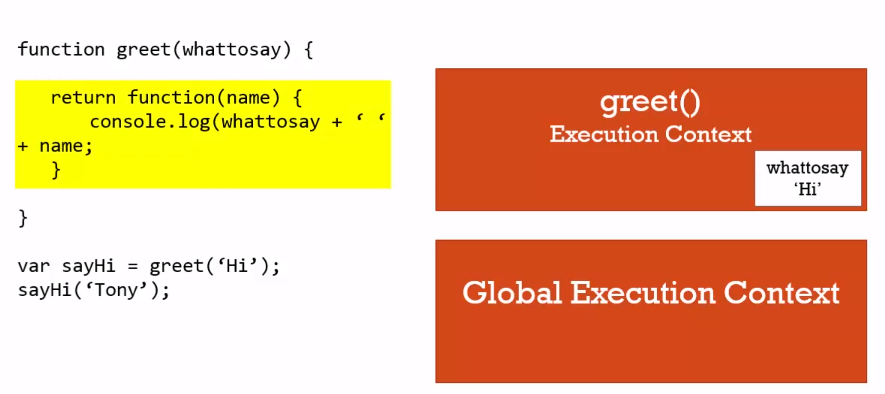 function greet(whattosay) {
return function(name) {
console.log(whattosay + ‘ ‘
+ name;
}
}
var sayHi = greet(‘Hi’);
sayHi(‘Tony’);
greet()
Execution Context
whattosay
‘Hi’
Global Execution Context